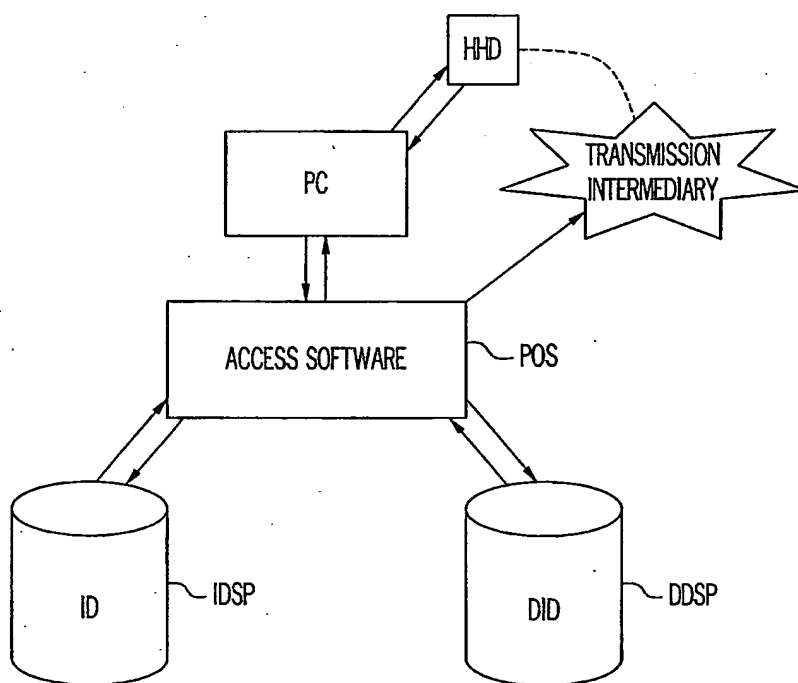 HHD
TRANSMISSION
INTERMEDIARY
PC
ACCESS SOFTWARE
POS
ID
IDSP
DID
DDSP